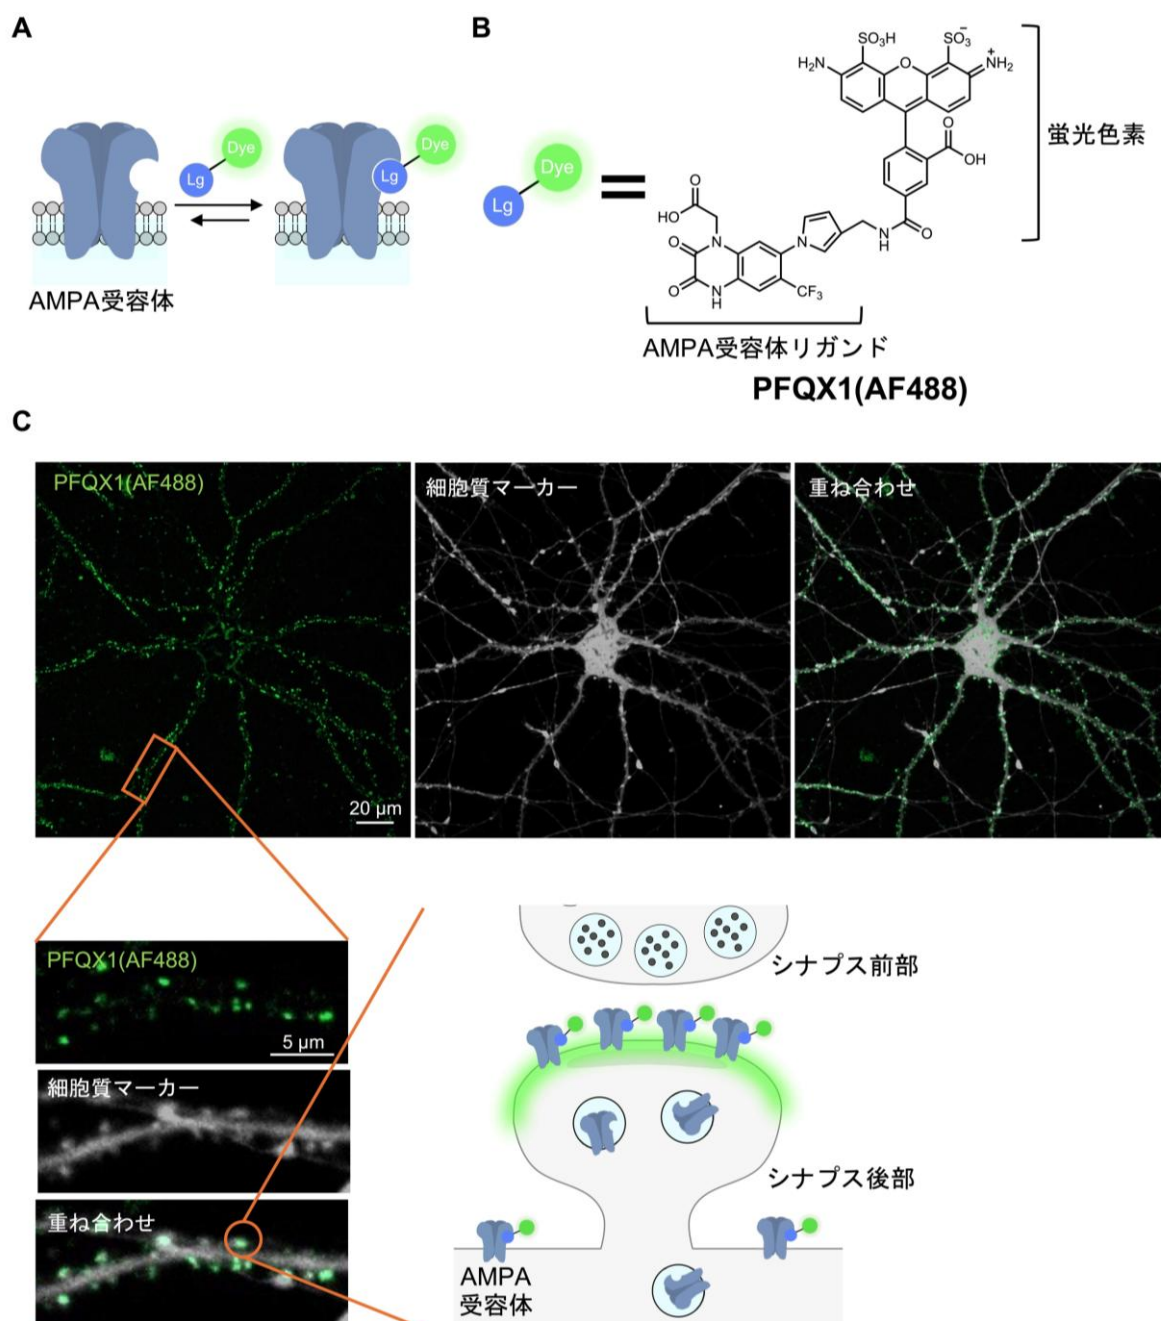 A
B
Dye
Lg
Dye
Lg
AMPA受容体
Dye
Lg
SO₃H
SO₃⁻
H₂N
O
NH₂
+
O
OH
蛍光色素
O
HO
N
O
O
N
H
N
CF₃
N
H
O
AMPA受容体リガンド
PFQX1(AF488)
C
PFQX1(AF488)
細胞質マーカー
重ね合わせ
20 μm
PFQX1(AF488)
5 μm
細胞質マーカー
重ね合わせ
シナプス前部
シナプス後部
AMPA
受容体